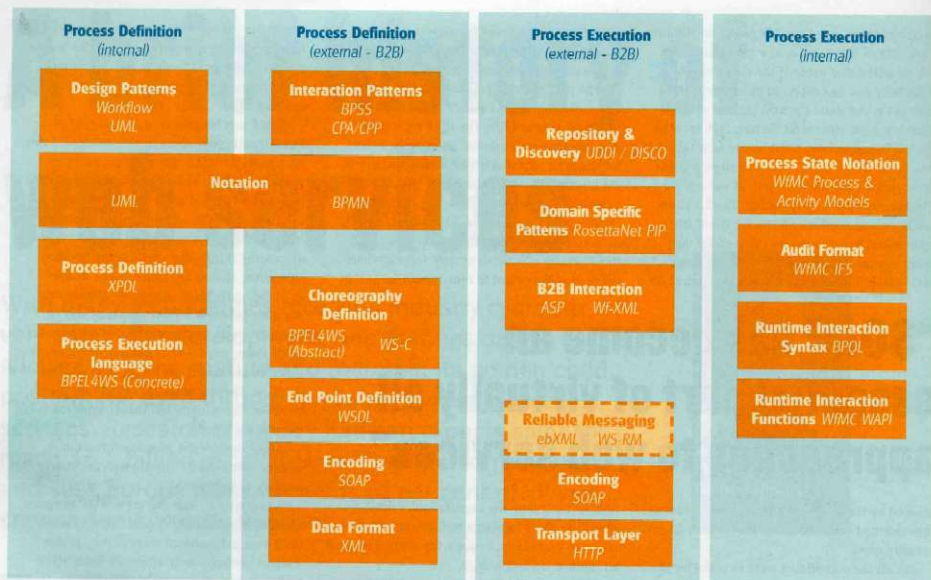 Process Definition
(internal)
Design Patterns
Workflow
UML
Process Definition
(external - B2B)
Interaction Patterns
BPSS
CPA/CPP
Notation
UML BPMN
Process Definition
XPDL
Process Execution
language
BPEL4WS (Concrete)
Choreography
Definition
BPEL4WS
(Abstract) WS-C
End Point Definition
WSDL
Encoding
SOAP
Data Format
XML
Process Execution
(external - B2B)
Repository &
Discovery UDDI / DISCO
Domain Specific
Patterns RosettaNet PIP
B2B Interaction
ASP Wf-XML
Reliable Messaging
ebXML WS-RM
Encoding
SOAP
Transport Layer
HTTP
Process Execution
(internal)
Process State Notation
WfMC Process &
Activity Models
Audit Format
WfMC IF5
Runtime Interaction
Syntax BPQL
Runtime Interaction
Functions WfMC WAPI